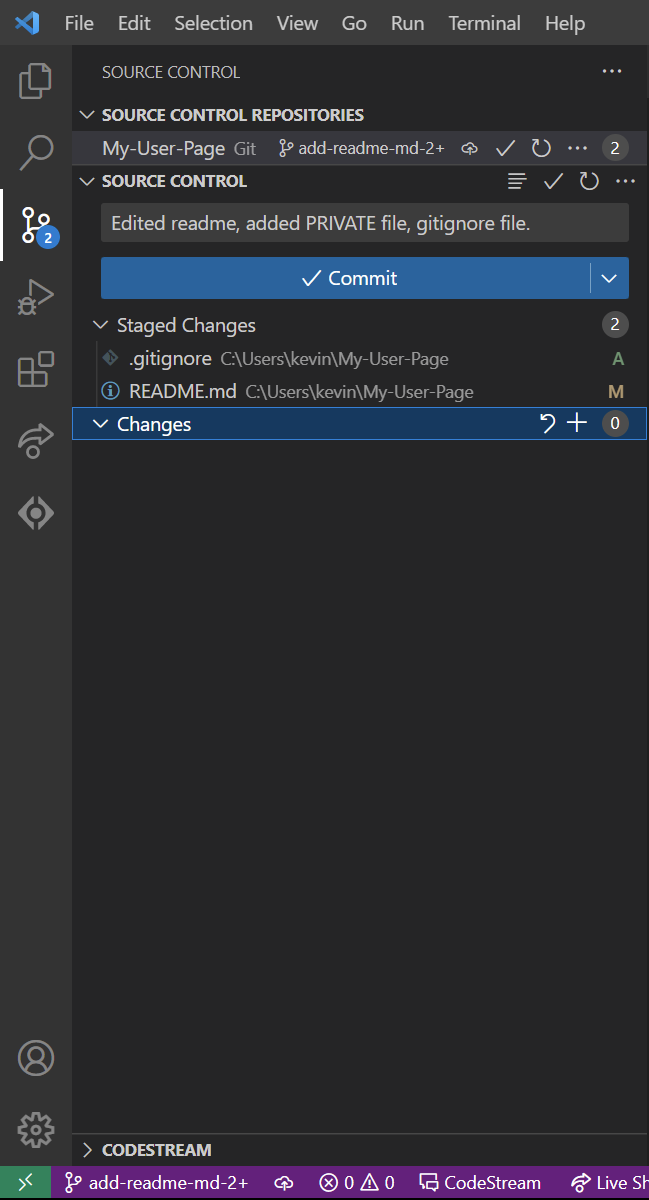 File Edit Selection View Go Run Terminal Help
SOURCE CONTROL
SOURCE CONTROL REPOSITORIES
My-User-Page Git add-readme-md-2+ 2
SOURCE CONTROL
2
Edited readme, added PRIVATE file, gitignore file.
Commit
Staged Changes 2
.gitignore C:\Users\kevin\My-User-Page A
README.md C:\Users\kevin\My-User-Page M
Changes 0
CODESTREAM
add-readme-md-2+ 0 0 CodeStream Live Sh